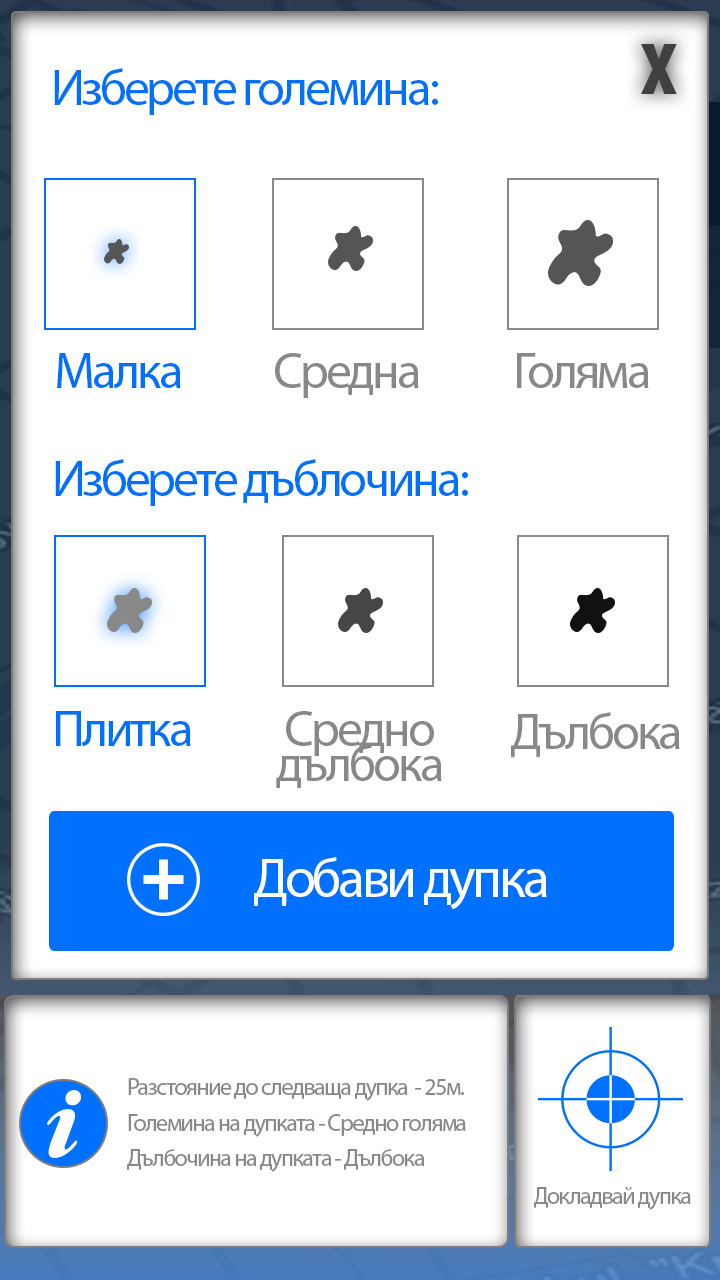 Изберете големина:
X
Малка
Средна
Голяма
Изберете дъблочина:
Плитка
Средно
дълбока
Дълбока
Добави дупка
Разстояние до следваща дупка - 25м.
Големина на дупката - Средно голяма
Дълбочина на дупката - Дълбока
Докладвай дупка